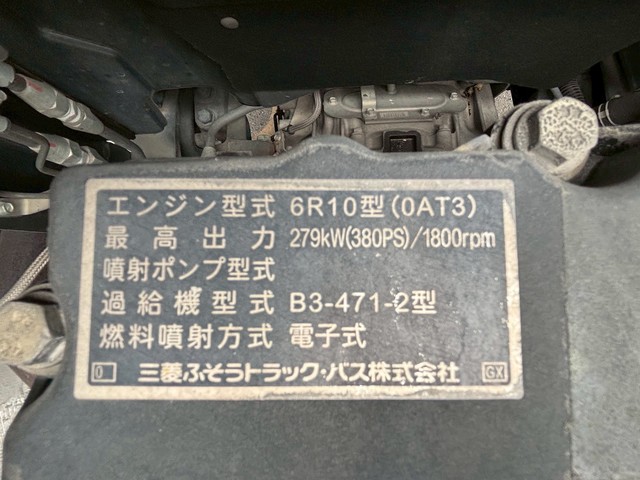 エンジン型式 6R10型(0AT3)
最高出力 279kW(380PS)/1800rpm
噴射ポンプ型式
過給機型式 B3-471-2型
燃料噴射方式 電子式
0 三菱ふそうトラック・バス株式会社 GX